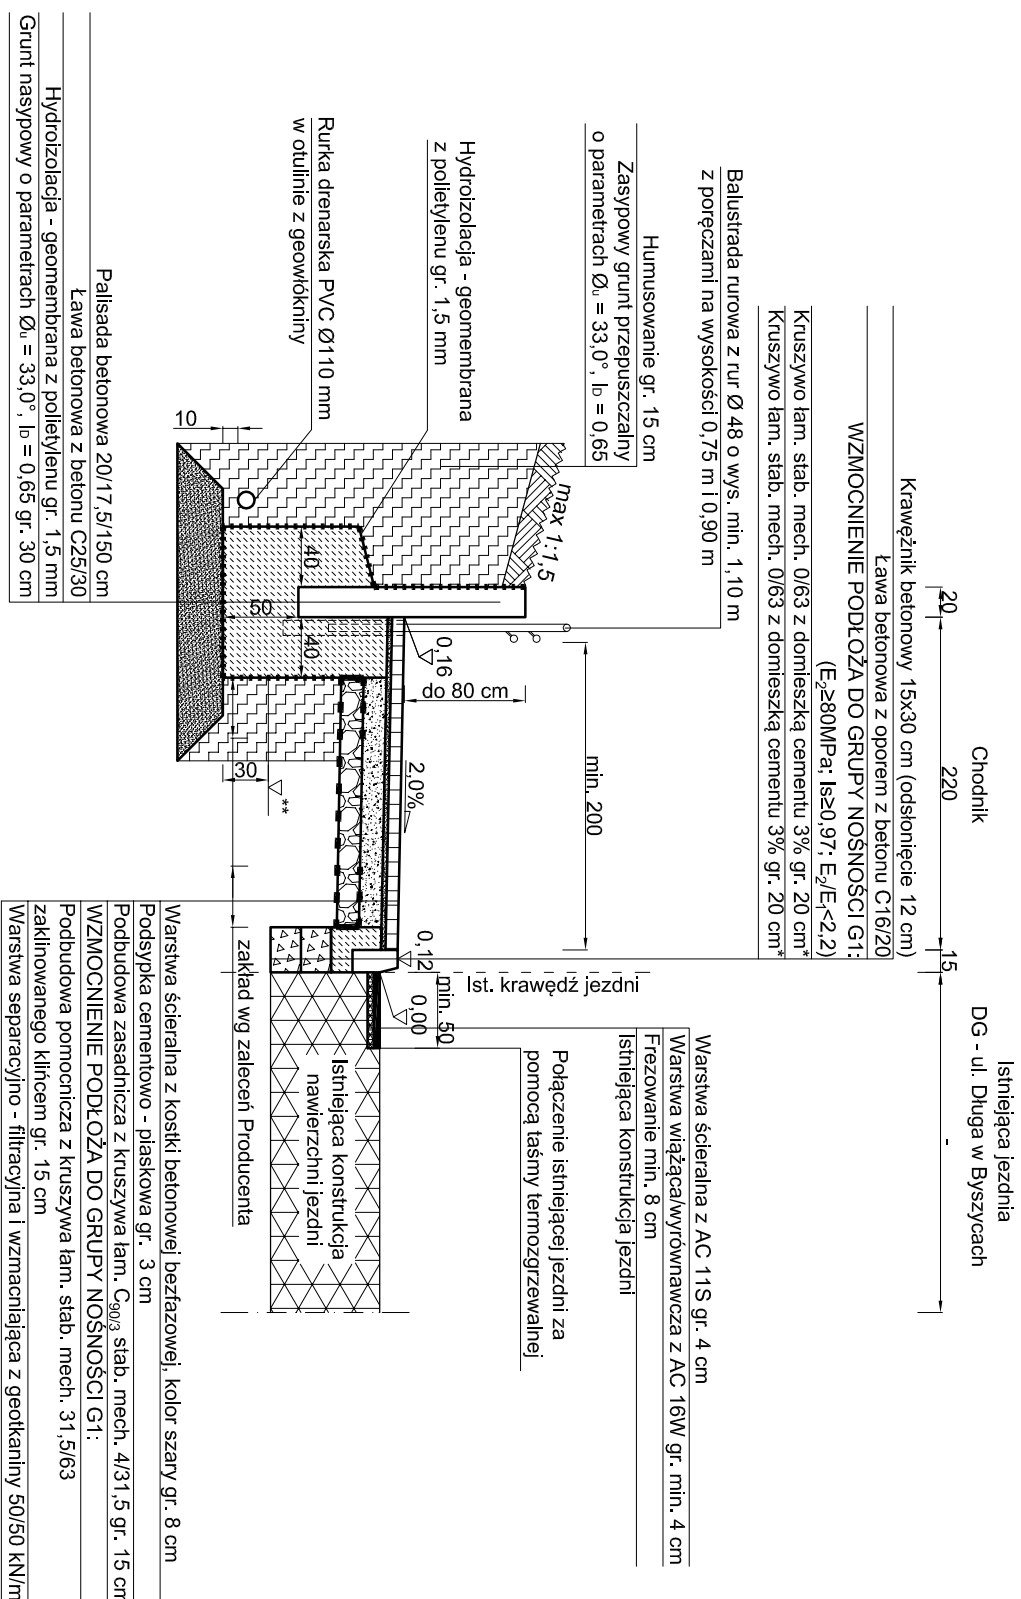 Istniejąca jezdnia
DG - ul. Długa w Byszycach
-
Chodnik
20
220
15
Krawężnik betonowy 15x30 cm (odsłonięcie 12 cm)
Ława betonowa z oporem z betonu C16/20
WZMOCNIENIE PODŁOŻA DO GRUPY NOŚNOŚCI G1:
(E2≥80MPa; Is≥0,97; E2/E1<2,2)
Kruszywo łam. stab. mech. 0/63 z domieszką cementu 3% gr. 20 cm*
Kruszywo łam. stab. mech. 0/63 z domieszką cementu 3% gr. 20 cm*
Balustrada rurowa z rur Ø 48 o wys. min. 1,10 m
z poręczami na wysokości 0,75 m i 0,90 m
Humusowanie gr. 15 cm
Zasypowy grunt przepuszczalny
o parametrach Øu = 33,0°, ID = 0,65
Hydroizolacja - geomembrana
z polietylenu gr. 1,5 mm
Rurka drenarska PVC Ø110 mm
w otulinie z geowłókniny
max 1:1,5
min. 200
do 80 cm
0,16
2,0%
0,12
0,00
min. 50
Ist. krawędź jezdni
40
50
40
10
30
**
Warstwa ścieralna z AC 11S gr. 4 cm
Warstwa wiążąca/wyrównawcza z AC 16W gr. min. 4 cm
Frezowanie min. 8 cm
Istniejąca konstrukcja jezdni
Połączenie istniejącej jezdni za
pomocą taśmy termozgrzewalnej
Istniejąca konstrukcja
nawierzchni jezdni
zakład wg zaleceń Producenta
Warstwa ścieralna z kostki betonowej bezfazowej, kolor szary gr. 8 cm
Podsypka cementowo - piaskowa gr. 3 cm
Podbudowa zasadnicza z kruszywa łam. C90/3 stab. mech. 4/31,5 gr. 15 cm
WZMOCNIENIE PODŁOŻA DO GRUPY NOŚNOŚCI G1:
Podbudowa pomocnicza z kruszywa łam. stab. mech. 31,5/63
zaklinowanego klińcem gr. 15 cm
Warstwa separacyjno - filtracyjna i wzmacniająca z geotkaniny 50/50 kN/m
Palisada betonowa 20/17,5/150 cm
Ława betonowa z betonu C25/30
Hydroizolacja - geomembrana z polietylenu gr. 1,5 mm
Grunt nasypowy o parametrach Øu = 33,0°, ID = 0,65 gr. 30 cm